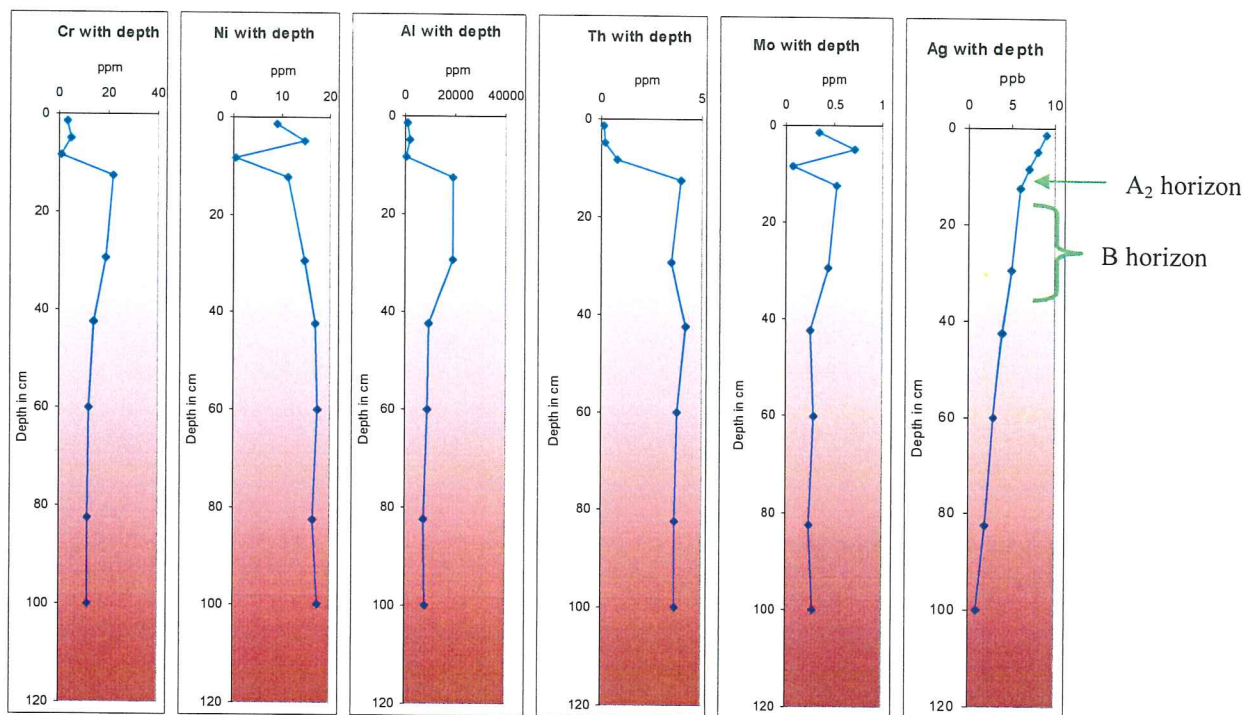 Cr with depth
ppm
0 20 40
0
20
40
60
80
100
120
Depth in cm
Ni with depth
ppm
0 10 20
0
20
40
60
80
100
120
Depth in cm
Al with depth
ppm
0 20000 40000
0
20
40
60
80
100
120
Depth in cm
Th with depth
ppm
0 5
0
20
40
60
80
100
120
Depth in cm
Mo with depth
ppm
0 0.5 1
0
20
40
60
80
100
120
Depth in cm
Ag with depth
ppb
0 5 10
0
20
40
60
80
100
120
Depth in cm
A₂ horizon
B horizon